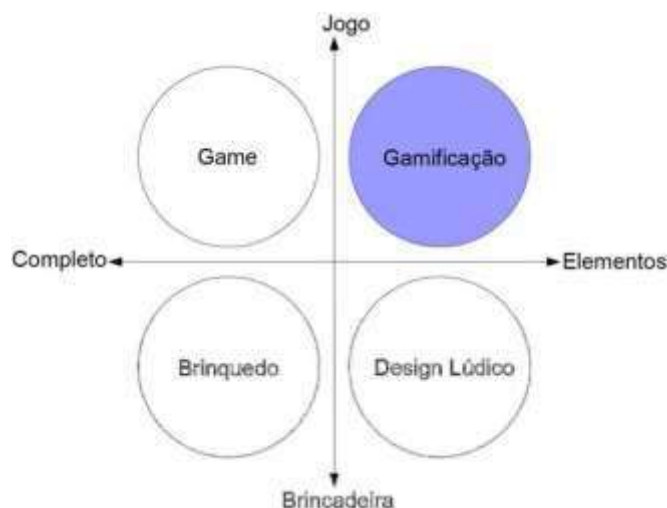 Jogo
Game
Gamificação
Completo
Elementos
Brinquedo
Design Lúdico
Brincadeira